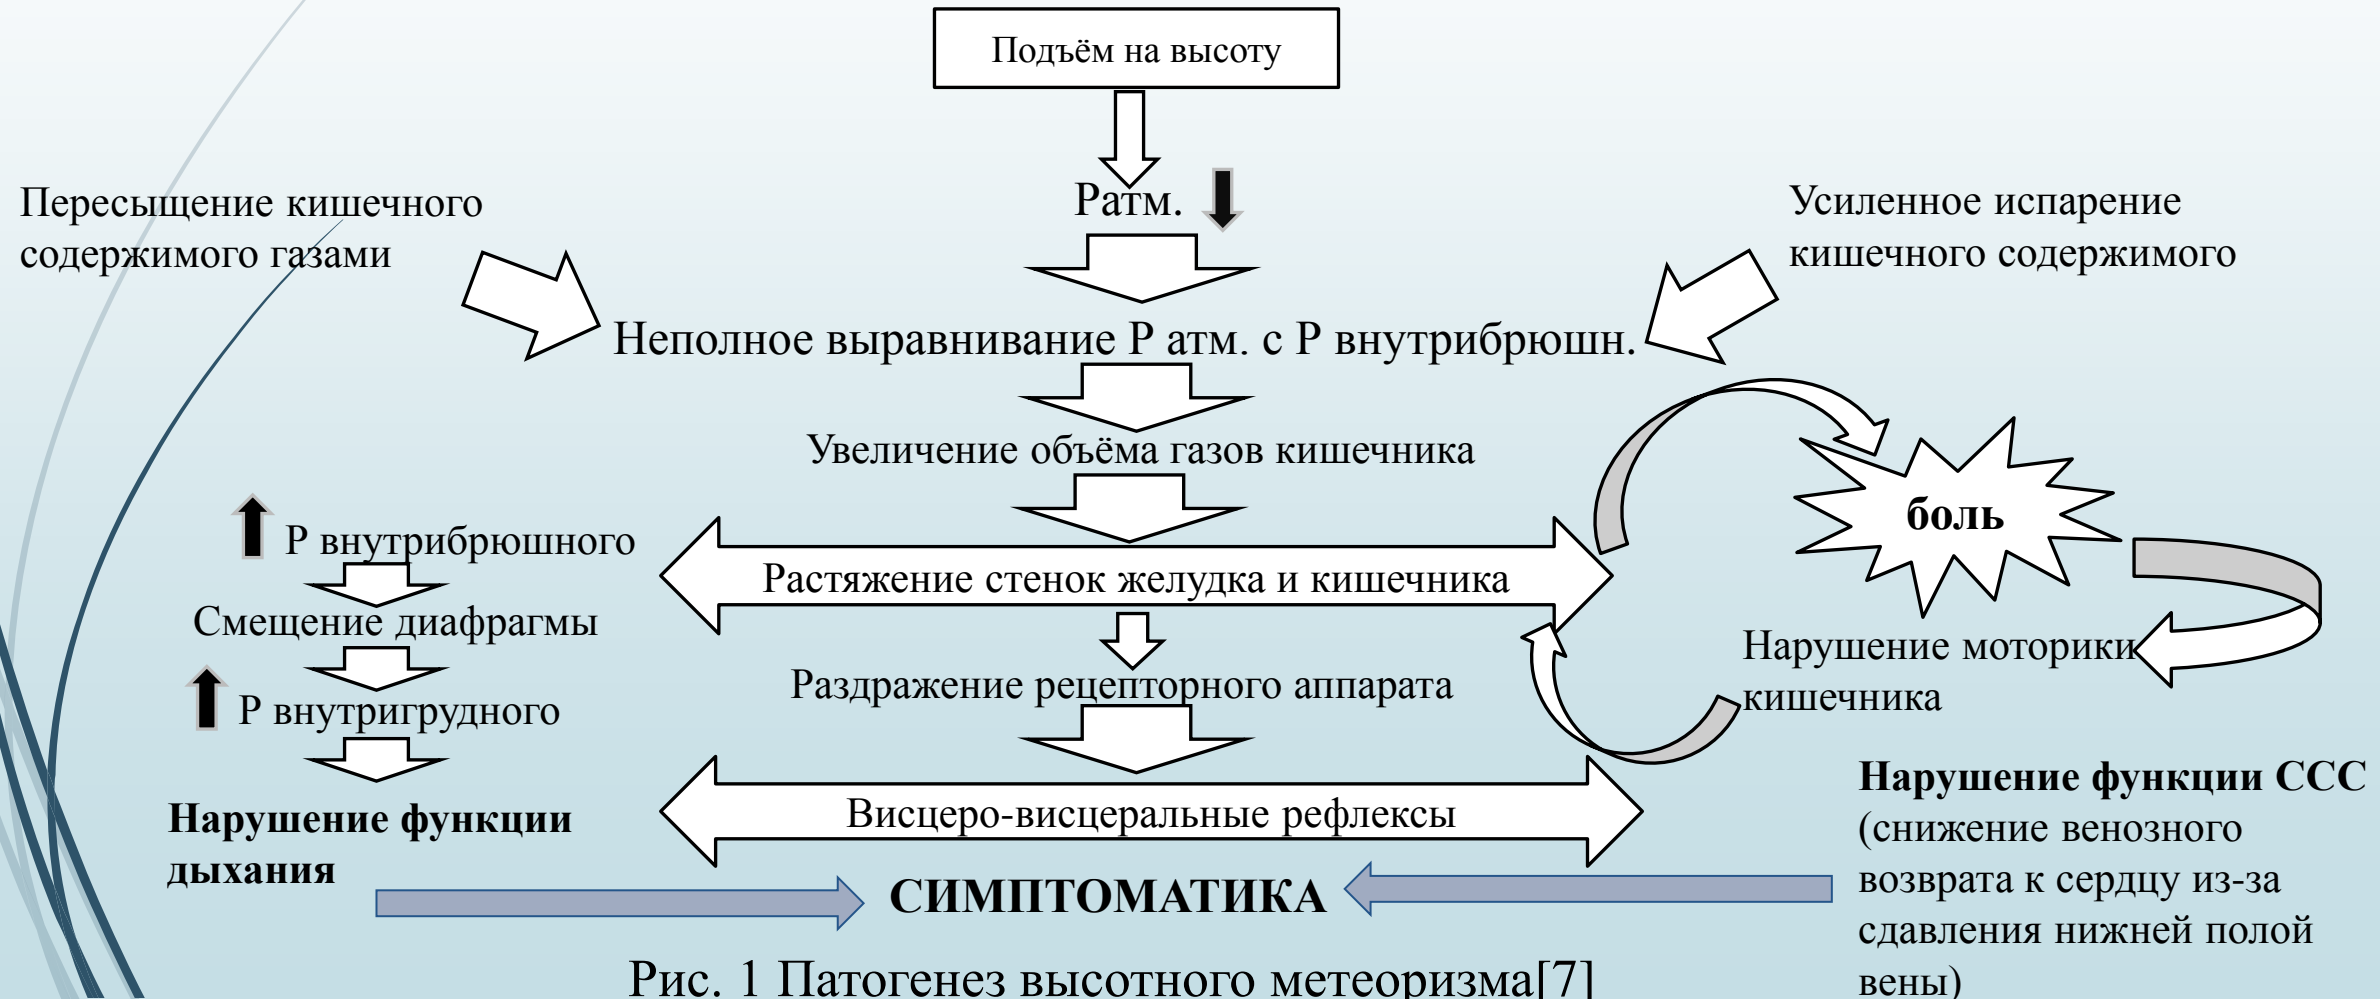 Подъём на высоту
Ратм.
Пересыщение кишечного
содержимого газами
Усиленное испарение
кишечного содержимого
Неполное выравнивание Р атм. с Р внутрибрюшн.
Увеличение объёма газов кишечника
боль
Р внутрибрюшного
Растяжение стенок желудка и кишечника
Смещение диафрагмы
Нарушение моторики
кишечника
Раздражение рецепторного аппарата
Р внутригрудного
Нарушение функции
дыхания
Висцеро-висцеральные рефлексы
Нарушение функции ССС
(снижение венозного
возврата к сердцу из-за
сдавления нижней полой
вены)
СИМПТОМАТИКА
Рис. 1 Патогенез высотного метеоризма[7]